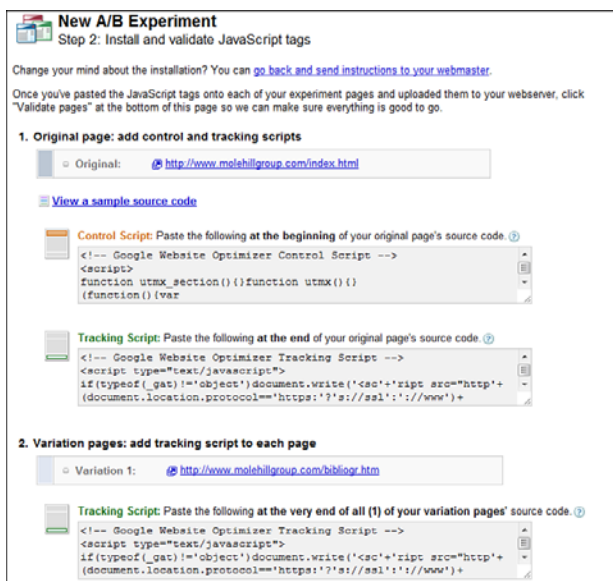 New A/B Experiment
Step 2: Install and validate JavaScript tags
Change your mind about the installation? You can go back and send instructions to your webmaster.
Once you've pasted the JavaScript tags onto each of your experiment pages and uploaded them to your webserver, click
"Validate pages" at the bottom of this page so we can make sure everything is good to go.
1. Original page: add control and tracking scripts
Original: http://www.molehillgroup.com/index.html
View a sample source code
Control Script: Paste the following at the beginning of your original page's source code. ?
<!-- Google Website Optimizer Control Script -->
<script>
function utmx_section(){}function utmx(){}
(function(){var
Tracking Script: Paste the following at the end of your original page's source code. ?
<!-- Google Website Optimizer Tracking Script -->
<script type="text/javascript">
if(typeof(_gat)!='object')document.write('<sc'+'ript src="http'+
(document.location.protocol=='https:'?'s://ssl':'://www')+
2. Variation pages: add tracking script to each page
Variation 1: http://www.molehillgroup.com/bibliogr.htm
Tracking Script: Paste the following at the very end of all (1) of your variation pages' source code. ?
<!-- Google Website Optimizer Tracking Script -->
<script type="text/javascript">
if(typeof(_gat)!='object')document.write('<sc'+'ript src="http'+
(document.location.protocol=='https:'?'s://ssl':'://www')+